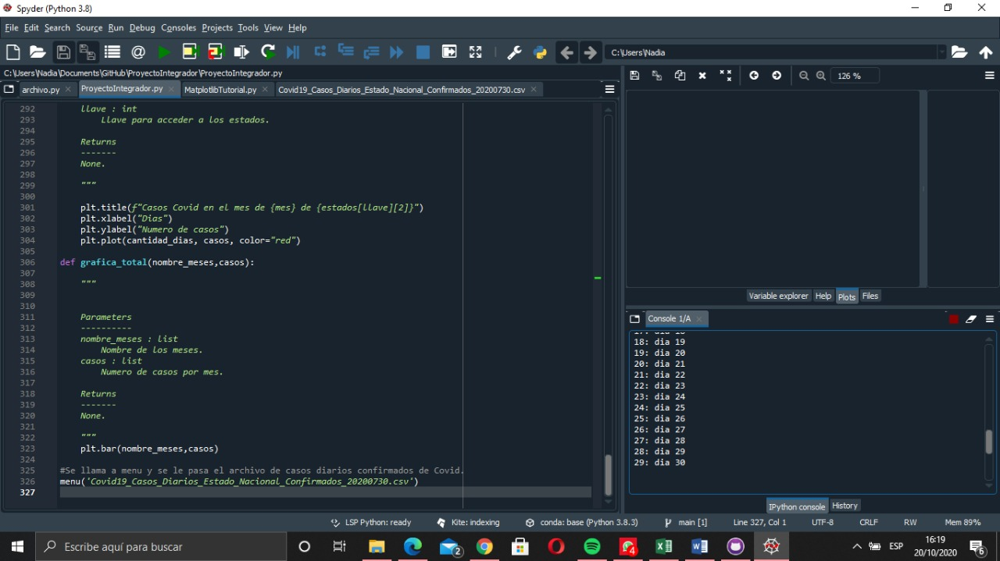 Spyder (Python 3.8)
File Edit Search Source Run Debug Consoles Projects Tools View Help
C:\Users\Nadia
C:\Users\Nadia\Documents\GitHub\ProyectoIntegrador\ProyectoIntegrador.py
archivo.py ProyectoIntegrador.py MatplotlibTutorial.py Covid19_Casos_Diarios_Estado_Nacional_Confirmados_20200730.csv
126 %
292 llave : int
293 Llave para acceder a los estados.
294
295 Returns
296 -------
297 None.
298
299 """
300
301 plt.title(f"Casos Covid en el mes de {mes} de {estados[llave][2]}")
302 plt.xlabel("Dias")
303 plt.ylabel("Numero de casos")
304 plt.plot(cantidad_dias, casos, color="red")
305
306 def grafica_total(nombre_meses,casos):
307
308 """
309
310
311 Parameters
312 ----------
313 nombre_meses : list
314 Nombre de los meses.
315 casos : list
316 Numero de casos por mes.
317
318 Returns
319 -------
320 None.
321
322 """
323 plt.bar(nombre_meses,casos)
324
325 #Se llama a menu y se le pasa el archivo de casos diarios confirmados de Covid.
326 menu('Covid19_Casos_Diarios_Estado_Nacional_Confirmados_20200730.csv')
327
Variable explorer Help Plots Files
Console 1/A
17: dia 18
18: dia 19
19: dia 20
20: dia 21
21: dia 22
22: dia 23
23: dia 24
24: dia 25
25: dia 26
26: dia 27
27: dia 28
28: dia 29
29: dia 30
IPython console History
LSP Python: ready Kite: indexing conda: base (Python 3.8.3) main [1] Line 327, Col 1 UTF-8 CRLF RW Mem 89%
Escribe aquí para buscar
2
4
ESP
16:19
20/10/2020
6